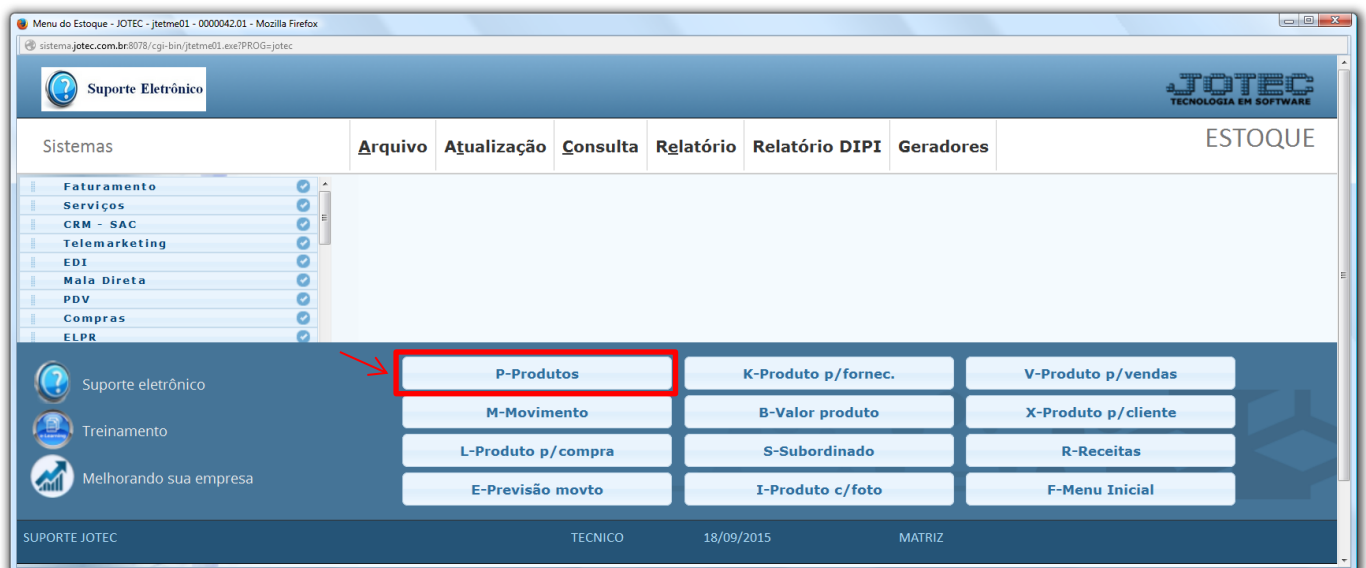 Menu do Estoque - JOTEC - jtetme01 - 0000042.01 - Mozilla Firefox
sistema.jotec.com.br:8078/cgi-bin/jtetme01.exe?PROG=jotec
Suporte Eletrônico
JOTEC
TECNOLOGIA EM SOFTWARE
Sistemas
Arquivo Atualização Consulta Relatório Relatório DIPI Geradores
ESTOQUE
Faturamento
Serviços
CRM - SAC
Telemarketing
EDI
Mala Direta
PDV
Compras
ELPR
Suporte eletrônico
Treinamento
Melhorando sua empresa
P-Produtos K-Produto p/fornec. V-Produto p/vendas
M-Movimento B-Valor produto X-Produto p/cliente
L-Produto p/compra S-Subordinado R-Receitas
E-Previsão movto I-Produto c/foto F-Menu Inicial
SUPORTE JOTEC TECNICO 18/09/2015 MATRIZ